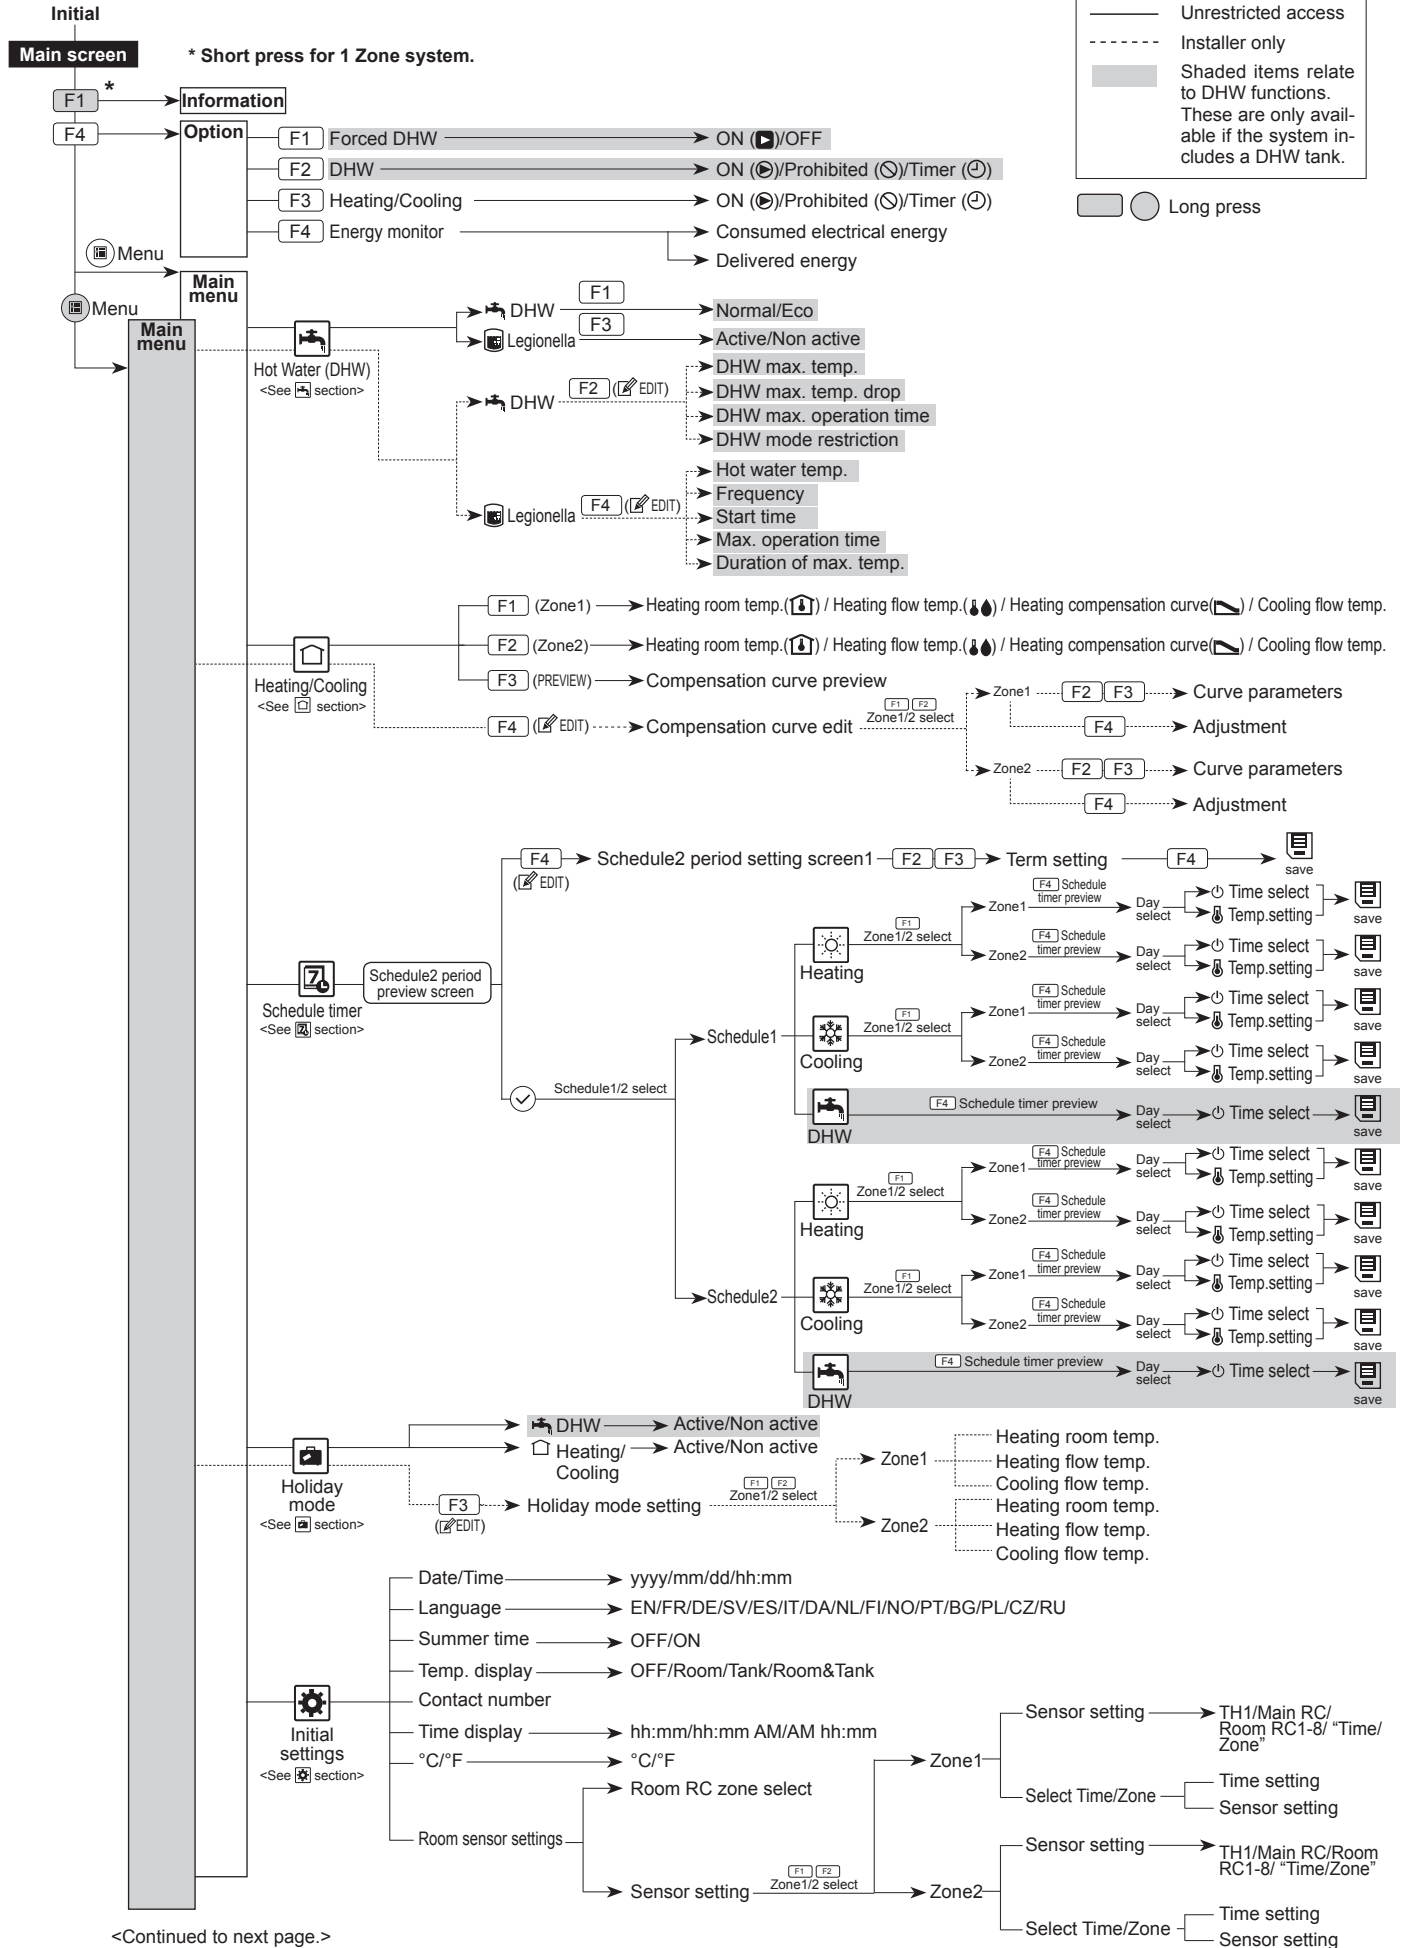 Initial
Main screen
* Short press for 1 Zone system.
Unrestricted access
Installer only
Shaded items relate
to DHW functions.
These are only avail-
able if the system in-
cludes a DHW tank.
Long press
F1 * Information
F4 Option
F1 Forced DHW ON ( )/OFF
F2 DHW ON ( )/Prohibited ( )/Timer ( )
F3 Heating/Cooling ON ( )/Prohibited ( )/Timer ( )
F4 Energy monitor Consumed electrical energy
Delivered energy
Menu
Main
menu
Menu
Main
menu
Hot Water (DHW)
<See section>
DHW F1 Normal/Eco
Legionella F3 Active/Non active
DHW F2 ( EDIT)
DHW max. temp.
DHW max. temp. drop
DHW max. operation time
DHW mode restriction
Legionella F4 ( EDIT)
Hot water temp.
Frequency
Start time
Max. operation time
Duration of max. temp.
Heating/Cooling
<See section>
F1 (Zone1) Heating room temp.( ) / Heating flow temp.( ) / Heating compensation curve( ) / Cooling flow temp.
F2 (Zone2) Heating room temp.( ) / Heating flow temp.( ) / Heating compensation curve( ) / Cooling flow temp.
F3 (PREVIEW) Compensation curve preview
F4 ( EDIT) Compensation curve edit
F1 F2
Zone1/2 select
Zone1 F2 F3 Curve parameters
F4 Adjustment
Zone2 F2 F3 Curve parameters
F4 Adjustment
7
Schedule timer
<See 7 section>
Schedule2 period
preview screen
F4 Schedule2 period setting screen1 F2 F3 Term setting F4 save
( EDIT)
Schedule1/2 select
Schedule1
Heating
F1
Zone1/2 select
Zone1 F4 Schedule
timer preview
Day
select
Time select
Temp.setting
save
Zone2 F4 Schedule
timer preview
Day
select
Time select
Temp.setting
save
Cooling
F1
Zone1/2 select
Zone1 F4 Schedule
timer preview
Day
select
Time select
Temp.setting
save
Zone2 F4 Schedule
timer preview
Day
select
Time select
Temp.setting
save
DHW
F4 Schedule timer preview
Day
select
Time select
save
Schedule2
Heating
F1
Zone1/2 select
Zone1 F4 Schedule
timer preview
Day
select
Time select
Temp.setting
save
Zone2 F4 Schedule
timer preview
Day
select
Time select
Temp.setting
save
Cooling
F1
Zone1/2 select
Zone1 F4 Schedule
timer preview
Day
select
Time select
Temp.setting
save
Zone2 F4 Schedule
timer preview
Day
select
Time select
Temp.setting
save
DHW
F4 Schedule timer preview
Day
select
Time select
save
Holiday
mode
<See section>
DHW Active/Non active
Heating/
Cooling
Active/Non active
F3 Holiday mode setting
( EDIT)
F1 F2
Zone1/2 select
Zone1
Heating room temp.
Heating flow temp.
Cooling flow temp.
Zone2
Heating room temp.
Heating flow temp.
Cooling flow temp.
Initial
settings
<See section>
Date/Time yyyy/mm/dd/hh:mm
Language EN/FR/DE/SV/ES/IT/DA/NL/FI/NO/PT/BG/PL/CZ/RU
Summer time OFF/ON
Temp. display OFF/Room/Tank/Room&Tank
Contact number
Time display hh:mm/hh:mm AM/AM hh:mm
°C/°F °C/°F
Room sensor settings
Room RC zone select
Sensor setting
F1 F2
Zone1/2 select
Zone1
Sensor setting TH1/Main RC/
Room RC1-8/ “Time/
Zone”
Select Time/Zone
Time setting
Sensor setting
Zone2
Sensor setting TH1/Main RC/Room
RC1-8/ “Time/Zone”
Select Time/Zone
Time setting
Sensor setting
<Continued to next page.>